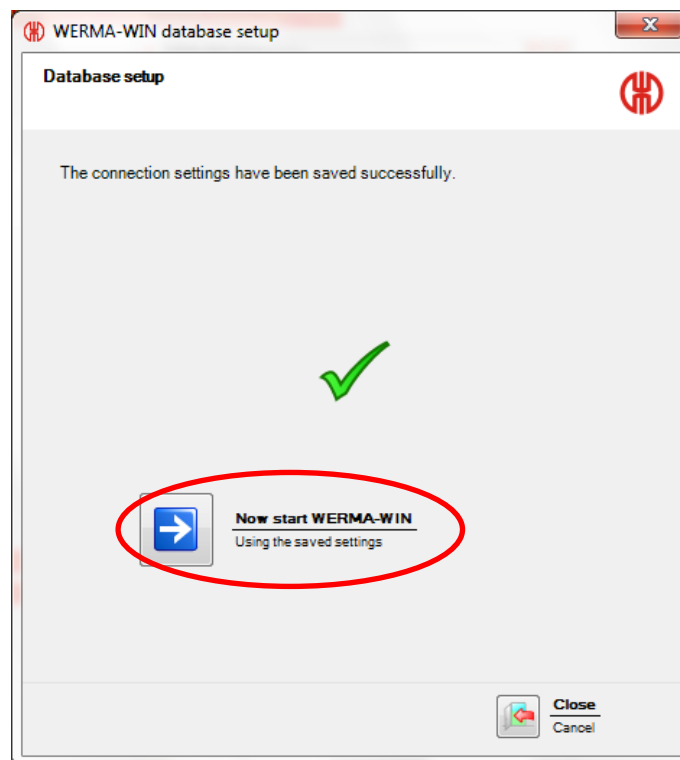 WERMA-WIN database setup
Database setup
The connection settings have been saved successfully.
Now start WERMA-WIN
Using the saved settings
Close
Cancel